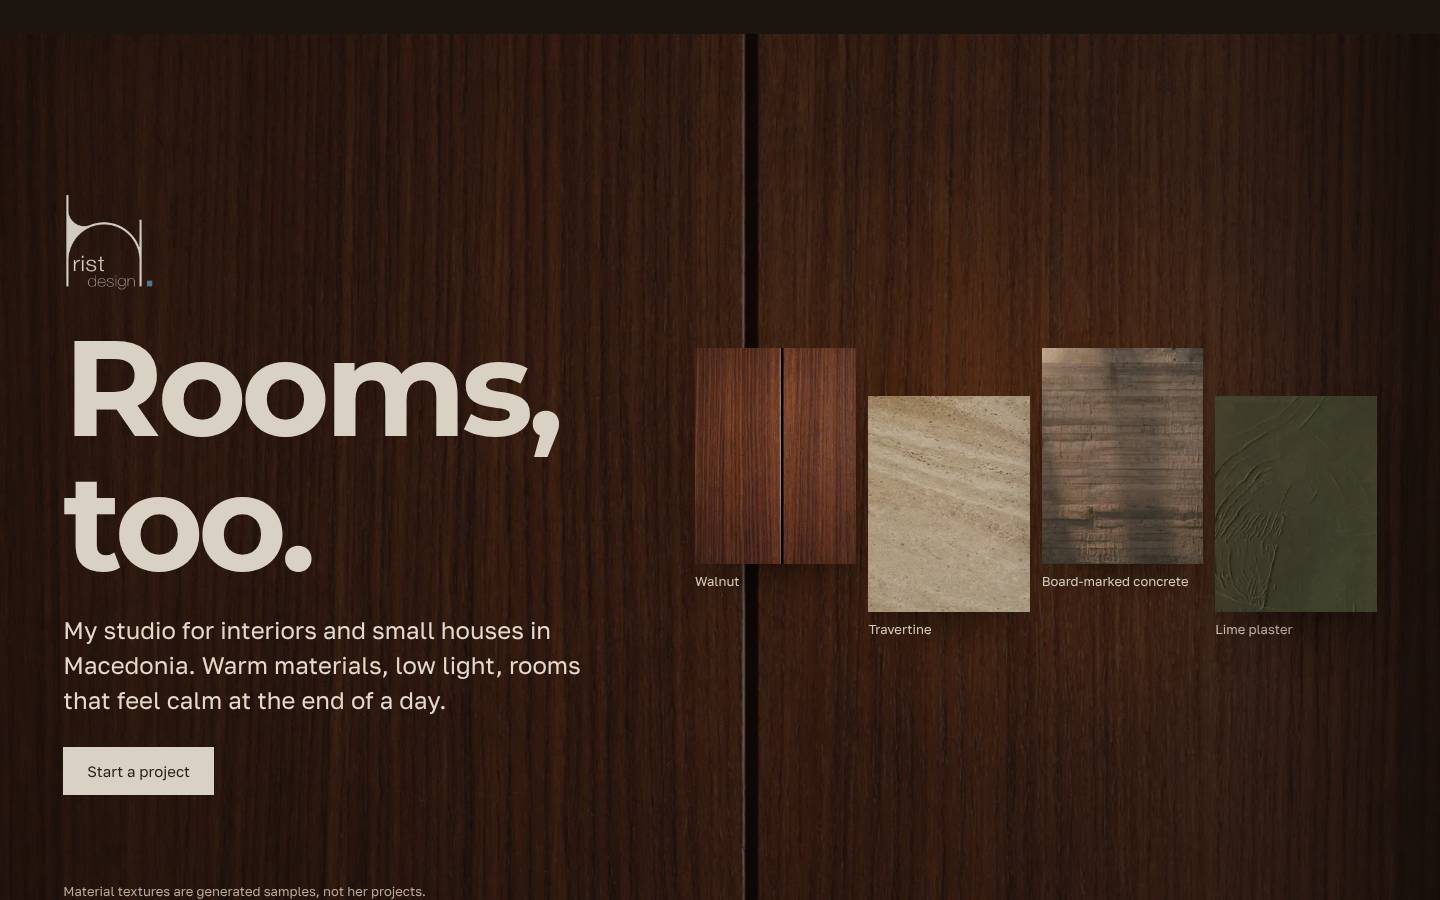 rist
design
Rooms,
too.
My studio for interiors and small houses in
Macedonia. Warm materials, low light, rooms
that feel calm at the end of a day.
Start a project
Walnut
Travertine
Board-marked concrete
Lime plaster
Material textures are generated samples, not her projects.